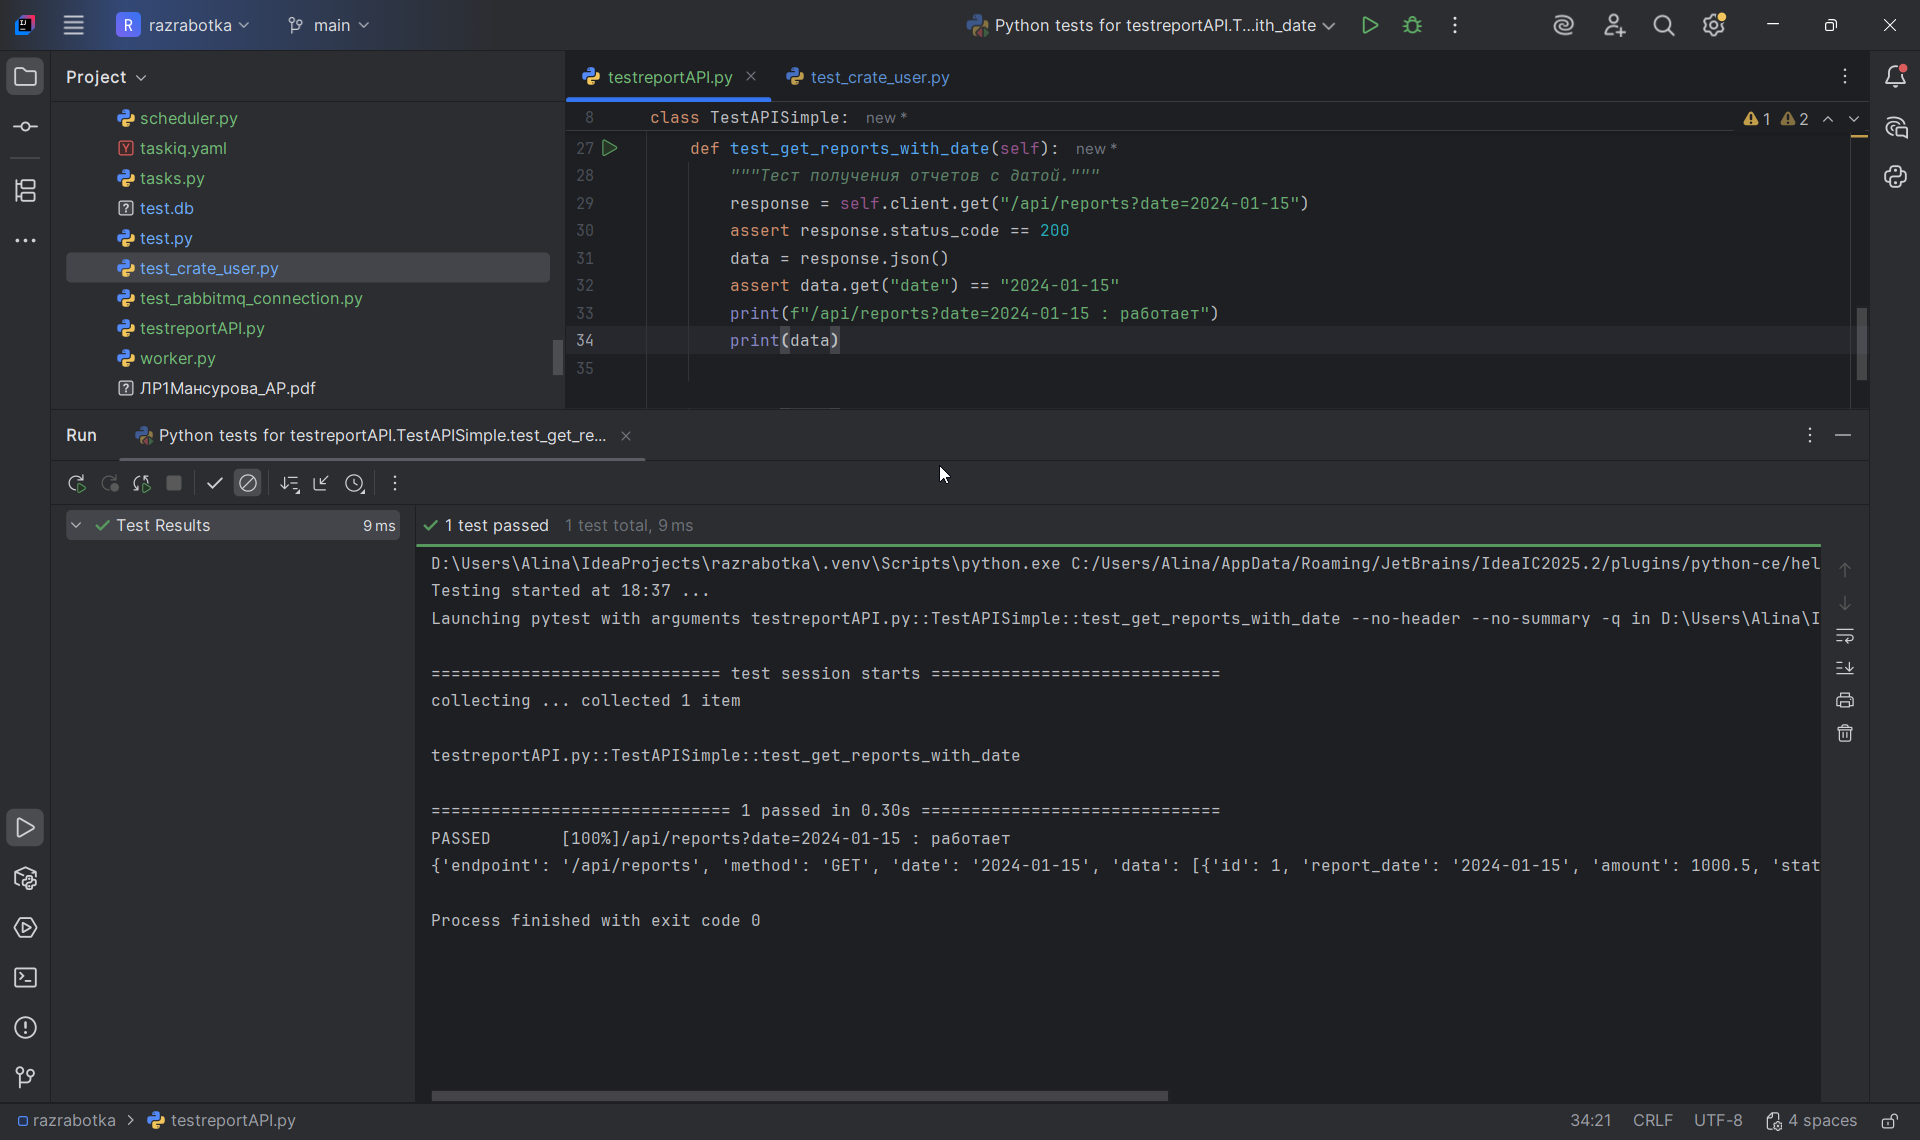 R razrabotka main Python tests for testreportAPI.T...ith_date
Project
testreportAPI.py
test_crate_user.py
scheduler.py
taskiq.yaml
tasks.py
test.db
test.py
test_crate_user.py
test_rabbitmq_connection.py
testreportAPI.py
worker.py
ЛР1Мансурова_АР.pdf
8 class TestAPISimple: new *
1 2
27 def test_get_reports_with_date(self): new *
28 """Тест получения отчетов с датой."""
29 response = self.client.get("/api/reports?date=2024-01-15")
30 assert response.status_code == 200
31 data = response.json()
32 assert data.get("date") == "2024-01-15"
33 print(f"/api/reports?date=2024-01-15 : работает")
34 print(data)
35
Run Python tests for testreportAPI.TestAPISimple.test_get_re...
Test Results 9 ms
1 test passed 1 test total, 9 ms
D:\Users\Alina\IdeaProjects\razrabotka\.venv\Scripts\python.exe C:/Users/Alina/AppData/Roaming/JetBrains/IdeaIC2025.2/plugins/python-ce/hel
Testing started at 18:37 ...
Launching pytest with arguments testreportAPI.py::TestAPISimple::test_get_reports_with_date --no-header --no-summary -q in D:\Users\Alina\I
============================= test session starts =============================
collecting ... collected 1 item
testreportAPI.py::TestAPISimple::test_get_reports_with_date
============================== 1 passed in 0.30s ==============================
PASSED [100%]/api/reports?date=2024-01-15 : работает
{'endpoint': '/api/reports', 'method': 'GET', 'date': '2024-01-15', 'data': [{'id': 1, 'report_date': '2024-01-15', 'amount': 1000.5, 'stat
Process finished with exit code 0
razrabotka > testreportAPI.py
34:21 CRLF UTF-8 4 spaces